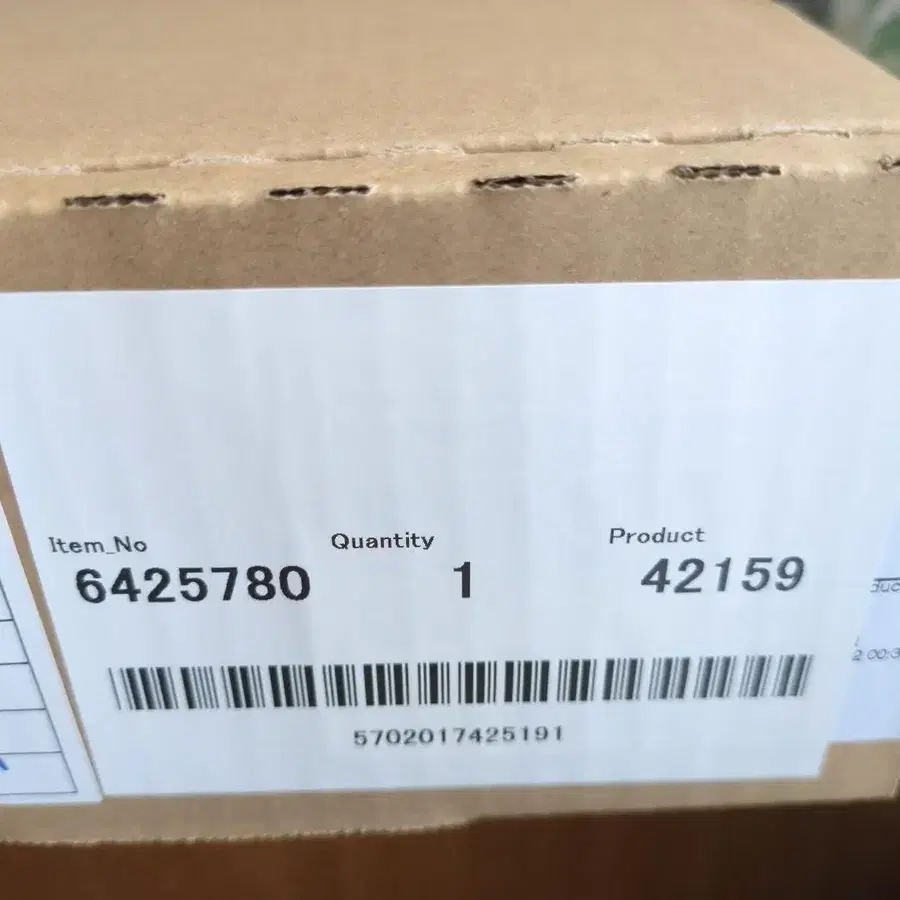 Item_No Quantity Product
6425780 1 42159
5702017425191